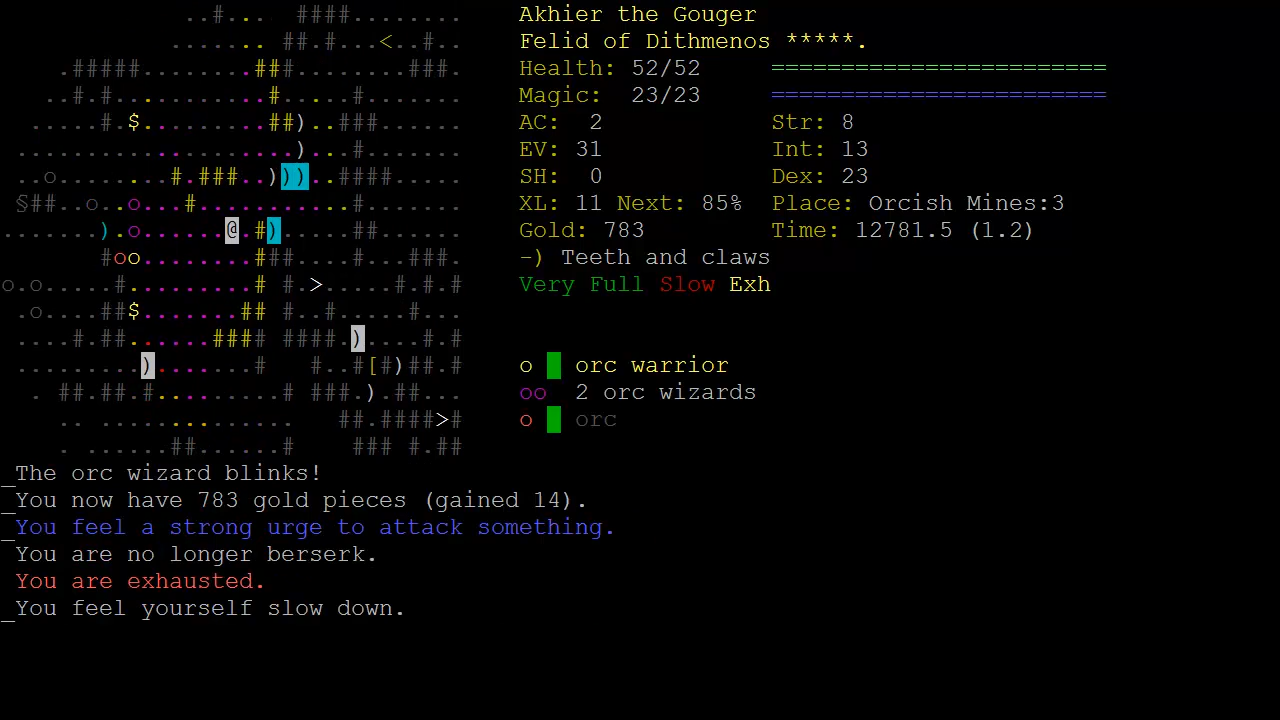 Akhier the Gouger
Felid of Dithmenos *****.
Health: 52/52 ========================
Magic: 23/23 ========================
AC: 2 Str: 8
EV: 31 Int: 13
SH: 0 Dex: 23
XL: 11 Next: 85% Place: Orcish Mines:3
Gold: 783 Time: 12781.5 (1.2)
-) Teeth and claws
Very Full Slow Exh
o orc warrior
oo 2 orc wizards
o orc
_The orc wizard blinks!
_You now have 783 gold pieces (gained 14).
_You feel a strong urge to attack something.
You are no longer berserk.
You are exhausted.
_You feel yourself slow down.